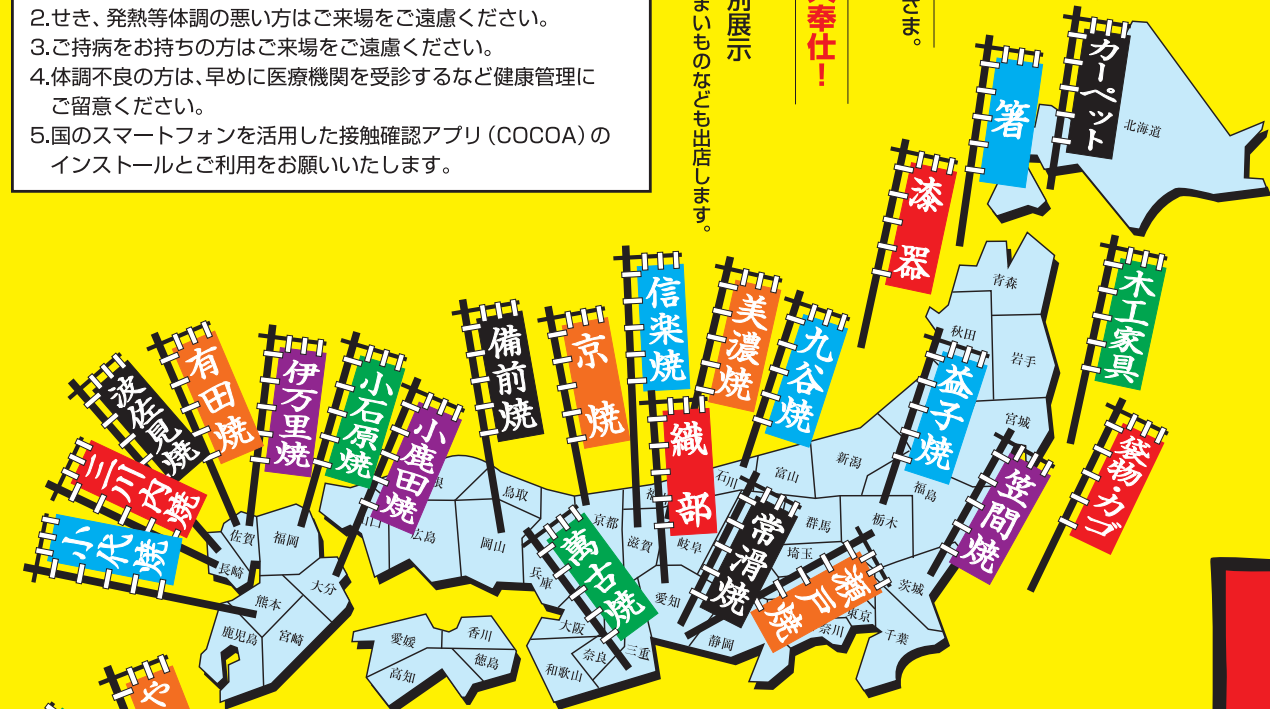 2.せき、発熱等体調の悪い方はご来場をご遠慮ください。
3.ご持病をお持ちの方はご来場をご遠慮ください。
4.体調不良の方は、早めに医療機関を受診するなど健康管理に
ご留意ください。
5.国のスマートフォンを活用した接触確認アプリ(COCOA)の
インストールとご利用をお願いいたします。
さま。
奉仕!
別展示
まいものなども出店します。
カーペット
箸
漆器
木工家具
袋物・カゴ
信楽焼
美濃焼
九谷焼
益子焼
笠間焼
備前焼
京焼
織部
常滑焼
瀬戸焼
萬古焼
有田焼
伊万里焼
小石原焼
小鹿田焼
波佐見焼
三川内焼
小代焼
や
北海道
青森
秋田
岩手
宮城
福島
新潟
富山
石川
群馬
栃木
埼玉
茨城
東京
千葉
奈川
静岡
愛知
岐阜
福
滋賀
京都
三重
奈良
大阪
和歌山
兵庫
鳥取
岡山
広島
根
口
香川
徳島
愛媛
高知
福岡
佐賀
長崎
大分
熊本
宮崎
鹿児島